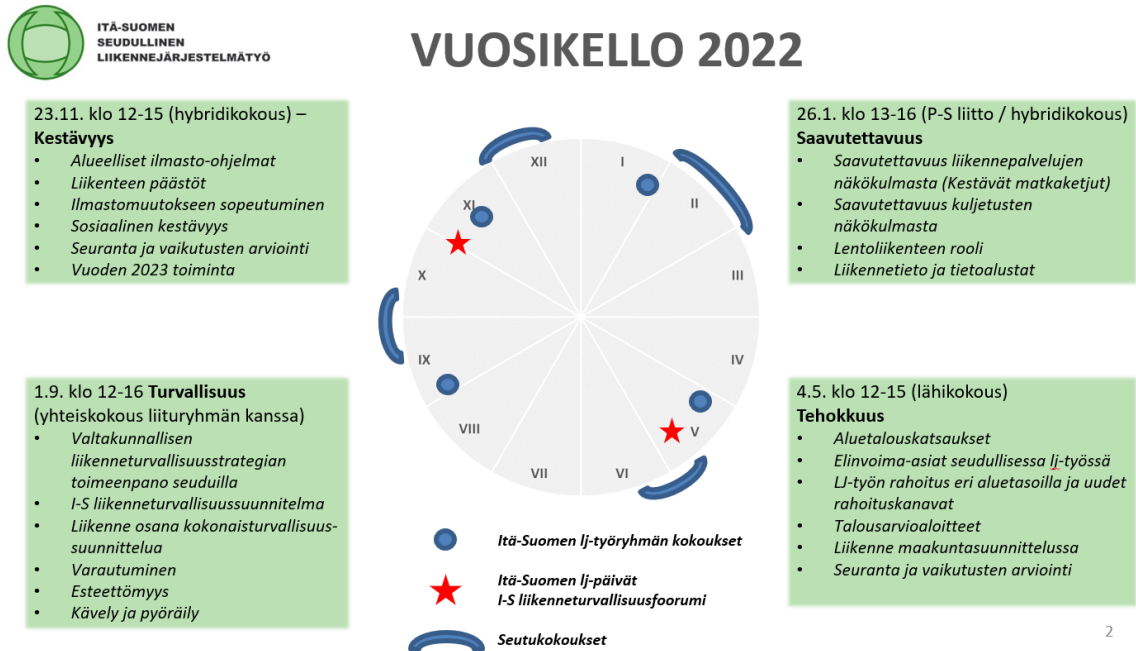 ITÄ-SUOMEN
SEUDULLINEN
LIIKENNEJÄRJESTELMÄTYÖ
VUOSIKELLO 2022
23.11. klo 12-15 (hybridikokous) –
Kestävyys
• Alueelliset ilmasto-ohjelmat
• Liikenteen päästöt
• Ilmastomuutokseen sopeutuminen
• Sosiaalinen kestävyys
• Seuranta ja vaikutusten arviointi
• Vuoden 2023 toiminta
26.1. klo 13-16 (P-S liitto / hybridikokous)
Saavutettavuus
• Saavutettavuus liikennepalvelujen
näkökulmasta (Kestävät matkaketjut)
• Saavutettavuus kuljetusten
näkökulmasta
• Lentoliikenteen rooli
• Liikennetieto ja tietoalustat
XII
I
XI
II
X
III
IX
IV
VIII
V
VII
VI
1.9. klo 12-16 Turvallisuus
(yhteiskokous liituryhmän kanssa)
• Valtakunnallisen
liikenneturvallisuusstrategian
toimeenpano seuduilla
• I-S liikenneturvallisuussuunnitelma
• Liikenne osana kokonaisturvallisuus-
suunnittelua
• Varautuminen
• Esteettömyys
• Kävely ja pyöräily
4.5. klo 12-15 (lähikokous)
Tehokkuus
• Aluetalouskatsaukset
• Elinvoima-asiat seudullisessa lj-työssä
• LJ-työn rahoitus eri aluetasoilla ja uudet
rahoituskanavat
• Talousarvioaloitteet
• Liikenne maakuntasuunnittelussa
• Seuranta ja vaikutusten arviointi
Itä-Suomen lj-työryhmän kokoukset
Itä-Suomen lj-päivät
I-S liikenneturvallisuusfoorumi
Seutukokoukset
2